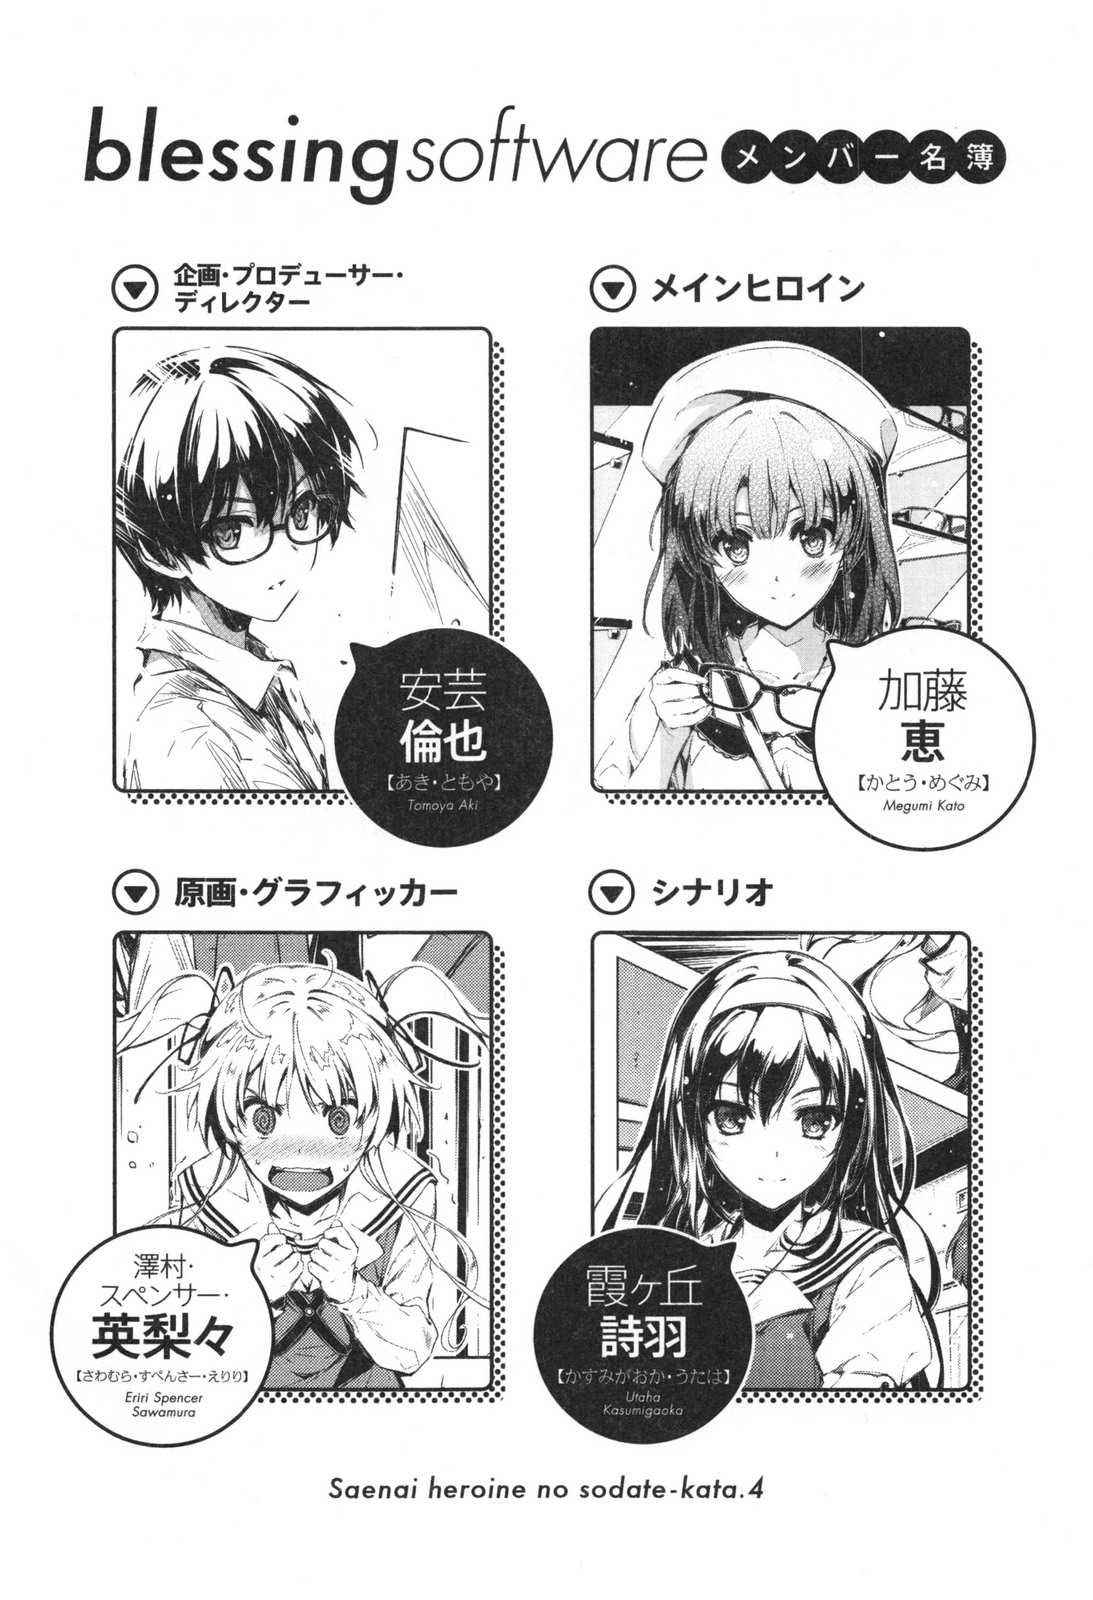 blessing software メンバー名簿
企画・プロデューサー・
ディレクター
安芸
倫也
【あき・ともや】
Tomoya Aki
メインヒロイン
加藤
恵
【かとう・めぐみ】
Megumi Kato
原画・グラフィッカー
澤村・
スペンサー・
英梨々
【さわむら・すぺんさー・えりり】
Eriri Spencer
Sawamura
シナリオ
霞ヶ丘
詩羽
【かすみがおか・うたは】
Utaha
Kasumigaoka
Saenai heroine no sodate-kata.4